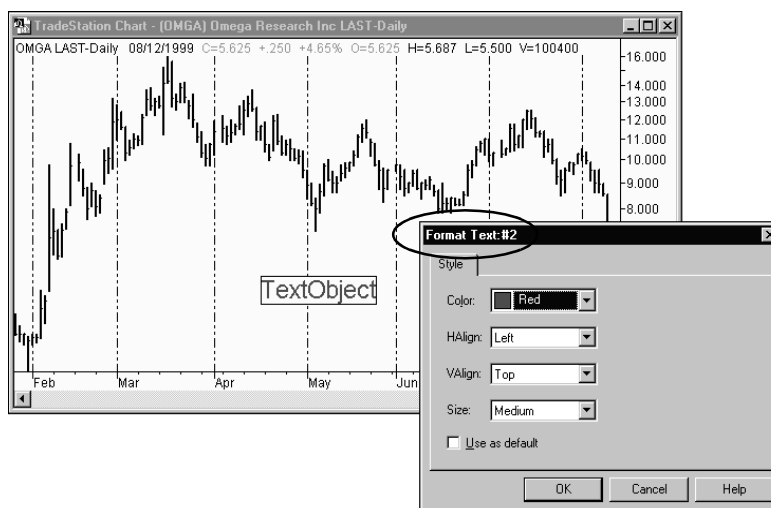 TradeStation Chart - (OMGA) Omega Research Inc LAST-Daily
OMGA LAST-Daily 08/12/1999 C=5.625 +.250 +4.65% O=5.625 H=5.687 L=5.500 V=100400
16.000
14.000
13.000
12.000
11.000
10.000
9.000
8.000
Format Text:#2
Style
TextObject
Color: Red
HAlign: Left
VAlign: Top
Feb Mar Apr May Jun
Size: Medium
Use as default
OK Cancel Help